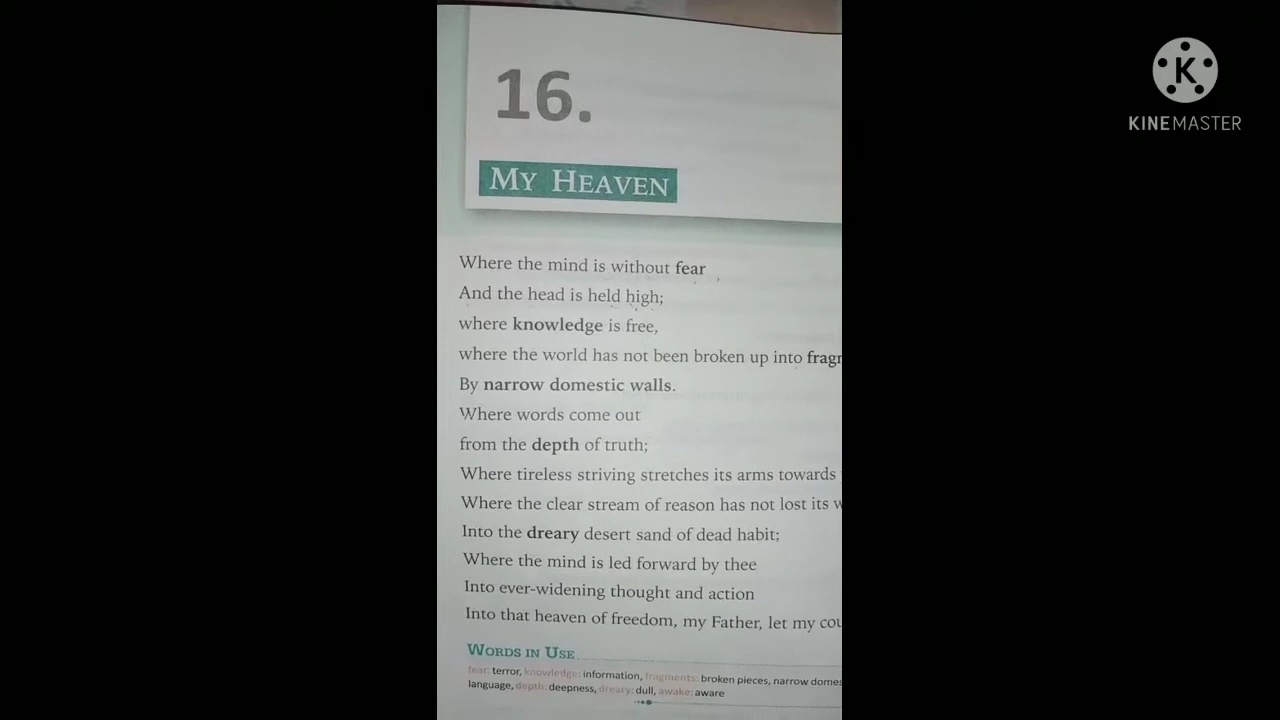 16.
MY HEAVEN
Where the mind is without fear
And the head is held high;
where knowledge is free,
where the world has not been broken up into
By narrow domestic walls.
Where words come out
from the depth of truth;
Where tireless striving stretches its arms towards
Where the clear stream of reason has not lost its
Into the dreary desert sand of dead habit;
Where the mind is led forward by thee
Into ever-widening thought and action
Into that heaven of freedom, my Father, let my
WORDS IN USE
fear: terror, knowledge: information, fragments: broken pieces, narrow
language, depth: deepness, dreary: dull, awake: aware
K
KINEMASTER